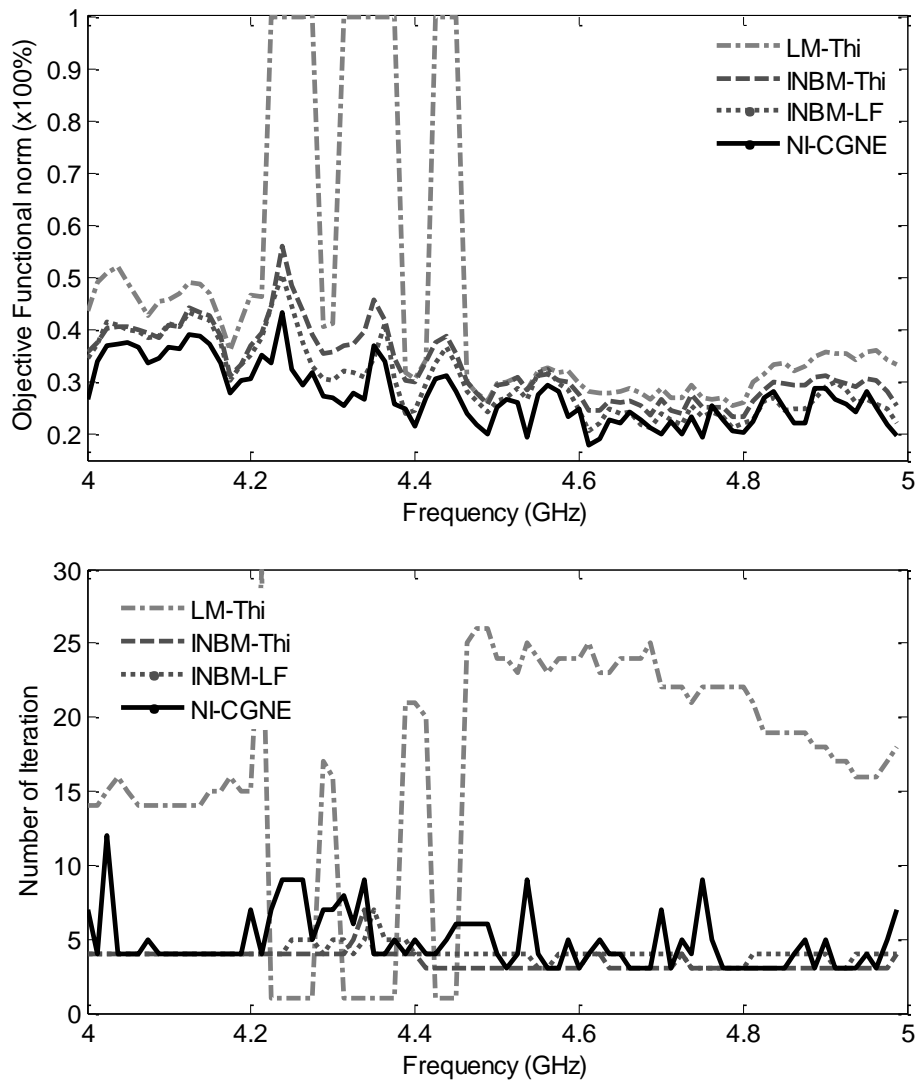 Objective Functional norm (x100%)
1
0.9
0.8
0.7
0.6
0.5
0.4
0.3
0.2
LM-Thi
INBM-Thi
INBM-LF
NI-CGNE
4
4.2
4.4
4.6
4.8
5
Frequency (GHz)
Number of Iteration
30
25
20
15
10
5
0
LM-Thi
INBM-Thi
INBM-LF
NI-CGNE
4
4.2
4.4
4.6
4.8
5
Frequency (GHz)